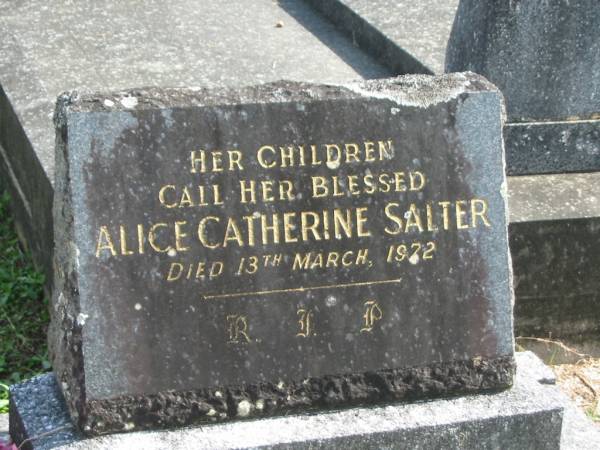 HER CHILDREN
CALL HER BLESSED
ALICE CATHERINE SALTER
DIED 13TH MARCH, 1972
R. I. P